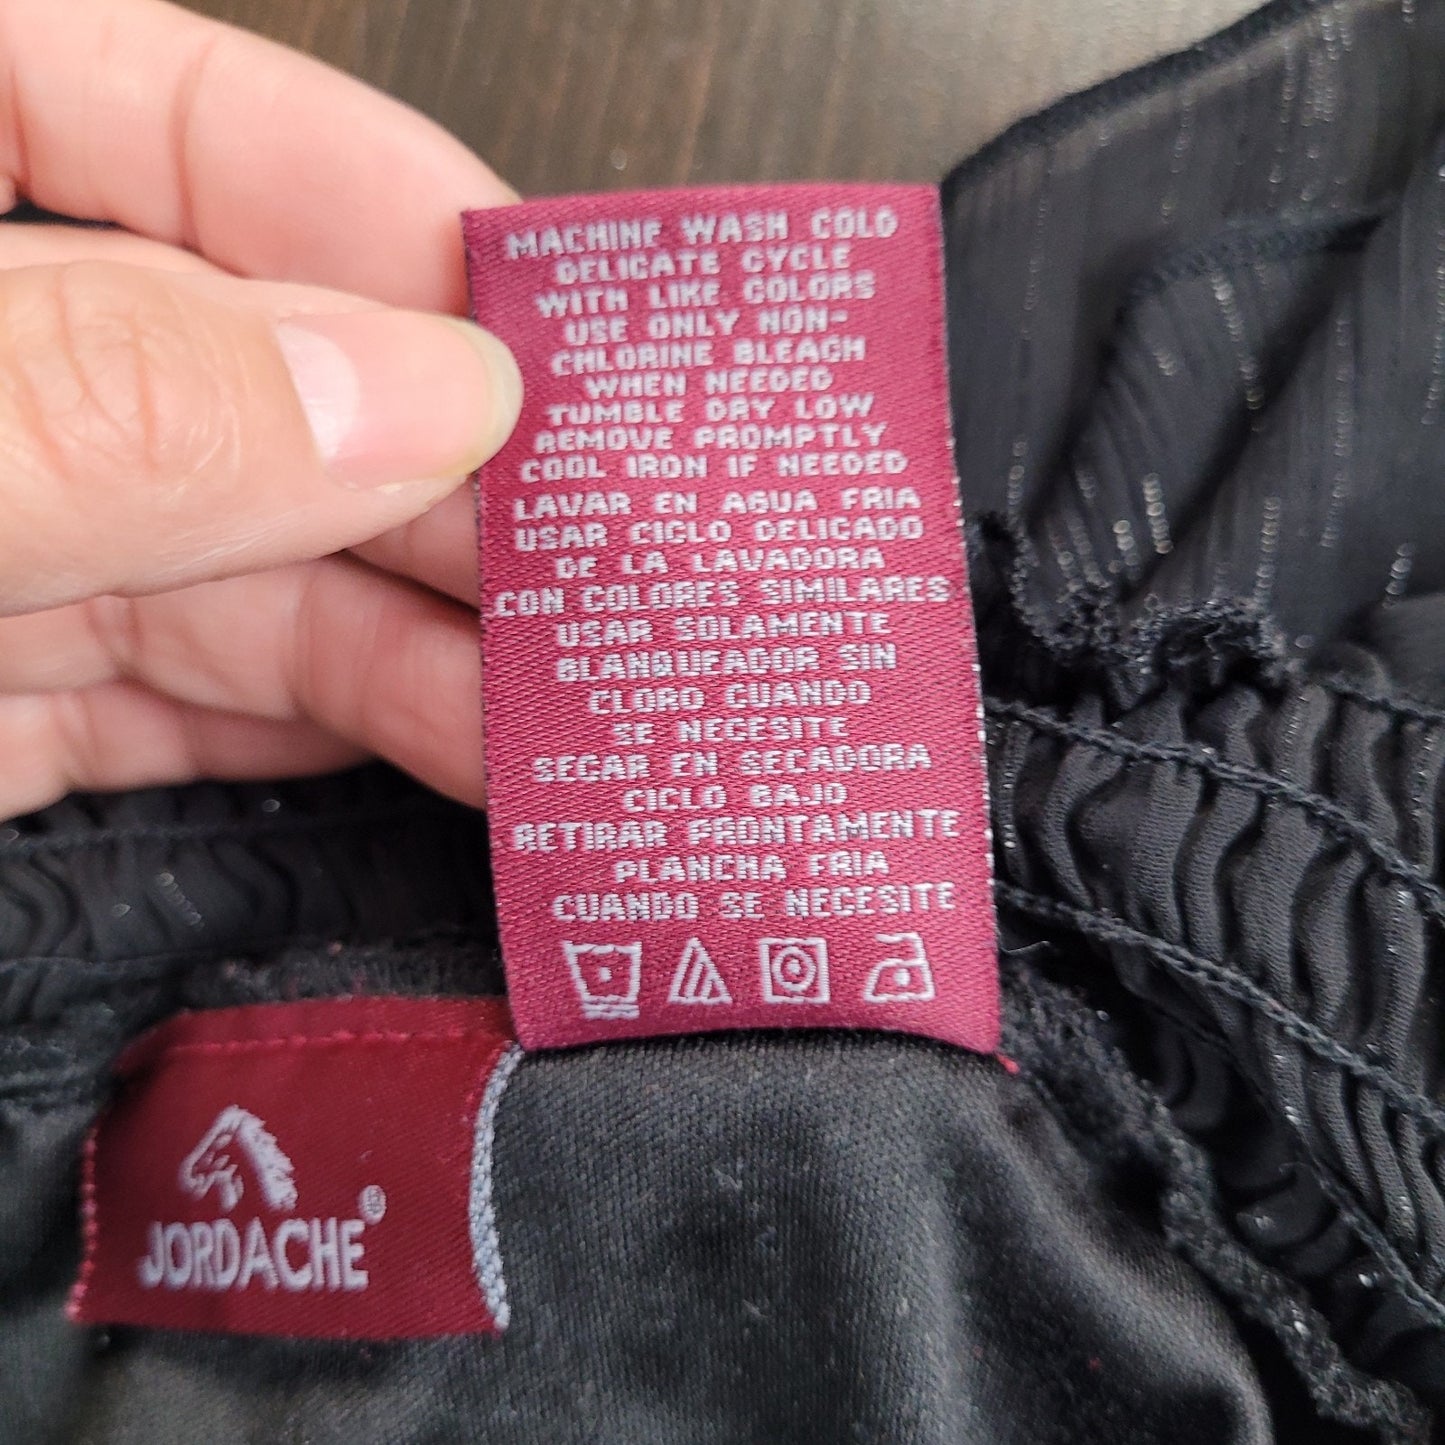 MACHINE WASH COLD
DELICATE CYCLE
WITH LIKE COLORS
USE ONLY NON-
CHLORINE BLEACH
WHEN NEEDED
TUMBLE DRY LOW
REMOVE PROMPTLY
COOL IRON IF NEEDED
LAVAR EN AGUA FRIA
USAR CICLO DELICADO
DE LA LAVADORA
CON COLORES SIMILARES
USAR SOLAMENTE
BLANQUEADOR SIN
CLORO CUANDO
SE NECESITE
SECAR EN SECADORA
CICLO BAJO
RETIRAR PRONTAMENTE
PLANCHA FRIA
CUANDO SE NECESITE
JORDACHE®